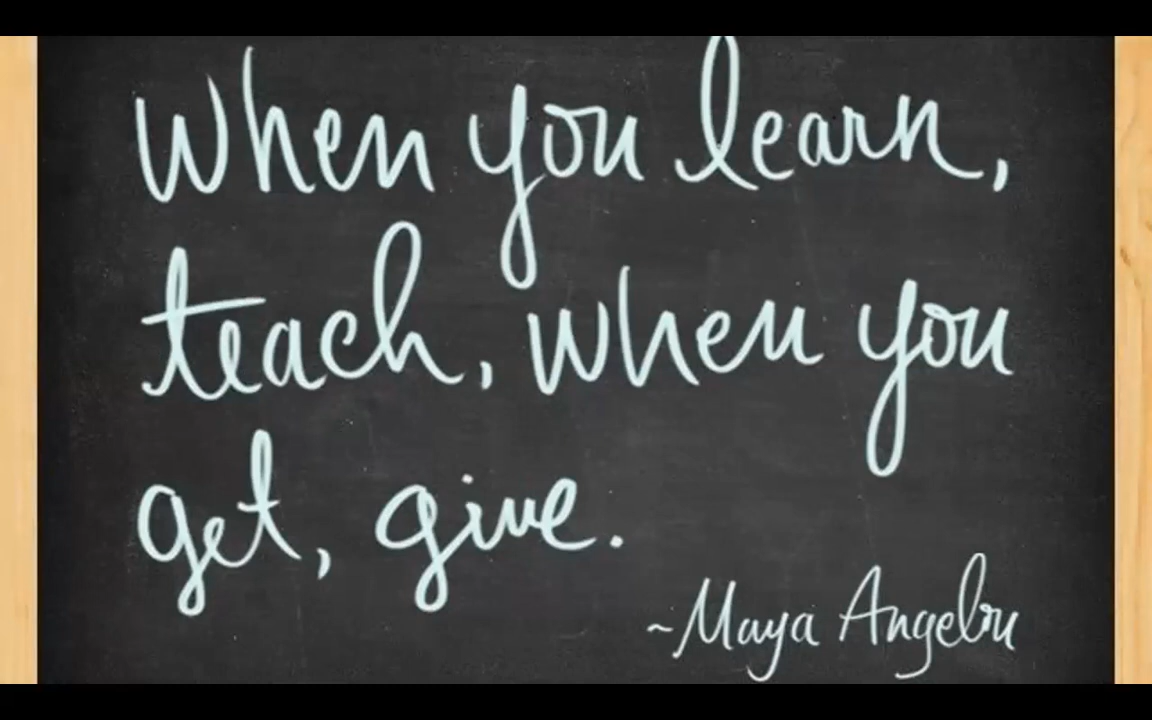 When you learn,
teach, when you
get, give.
~Maya Angelou